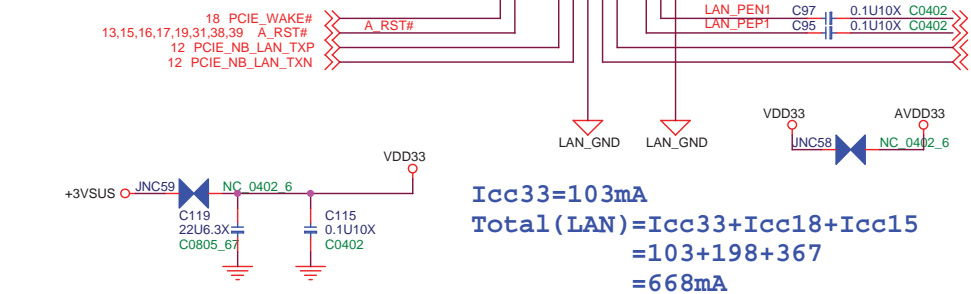 18 PCIE_WAKE#
13,15,16,17,19,31,38,39 A_RST#
A_RST#
12 PCIE_NB_LAN_TXP
12 PCIE_NB_LAN_TXN
LAN_PEN1 C97 0.1U10X C0402
LAN_PEP1 C95 0.1U10X C0402
LAN_GND
LAN_GND
VDD33
AVDD33
JNC58
NC_0402_6
VDD33
+3VSUS
JNC59
NC_0402_6
C119
22U6.3X
C0805_67
C115
0.1U10X
C0402
Icc33=103mA
Total(LAN)=Icc33+Icc18+Icc15
=103+198+367
=668mA